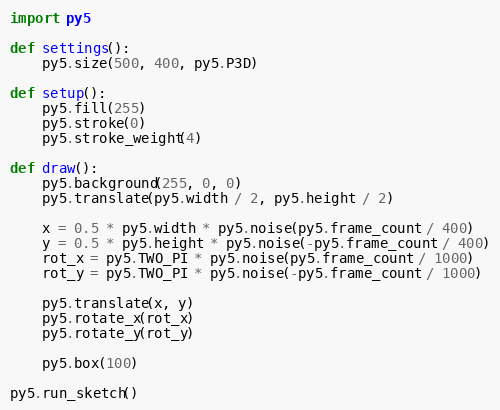 import py5

def settings():
    py5.size(500, 400, py5.P3D)

def setup():
    py5.fill(255)
    py5.stroke(0)
    py5.stroke_weight(4)

def draw():
    py5.background(255, 0, 0)
    py5.translate(py5.width / 2, py5.height / 2)

    x = 0.5 * py5.width * py5.noise(py5.frame_count / 400)
    y = 0.5 * py5.height * py5.noise(-py5.frame_count / 400)
    rot_x = py5.TWO_PI * py5.noise(py5.frame_count / 1000)
    rot_y = py5.TWO_PI * py5.noise(-py5.frame_count / 1000)

    py5.translate(x, y)
    py5.rotate_x(rot_x)
    py5.rotate_y(rot_y)

    py5.box(100)

py5.run_sketch()